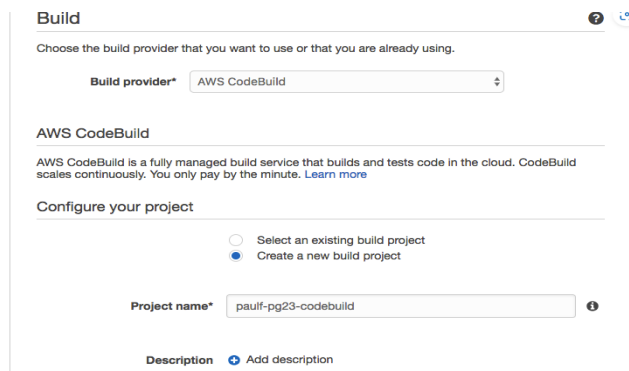 Build
Choose the build provider that you want to use or that you are already using.
Build provider* AWS CodeBuild
AWS CodeBuild
AWS CodeBuild is a fully managed build service that builds and tests code in the cloud. CodeBuild
scales continuously. You only pay by the minute. Learn more
Configure your project
Select an existing build project
Create a new build project
Project name* paulf-pg23-codebuild
Description Add description